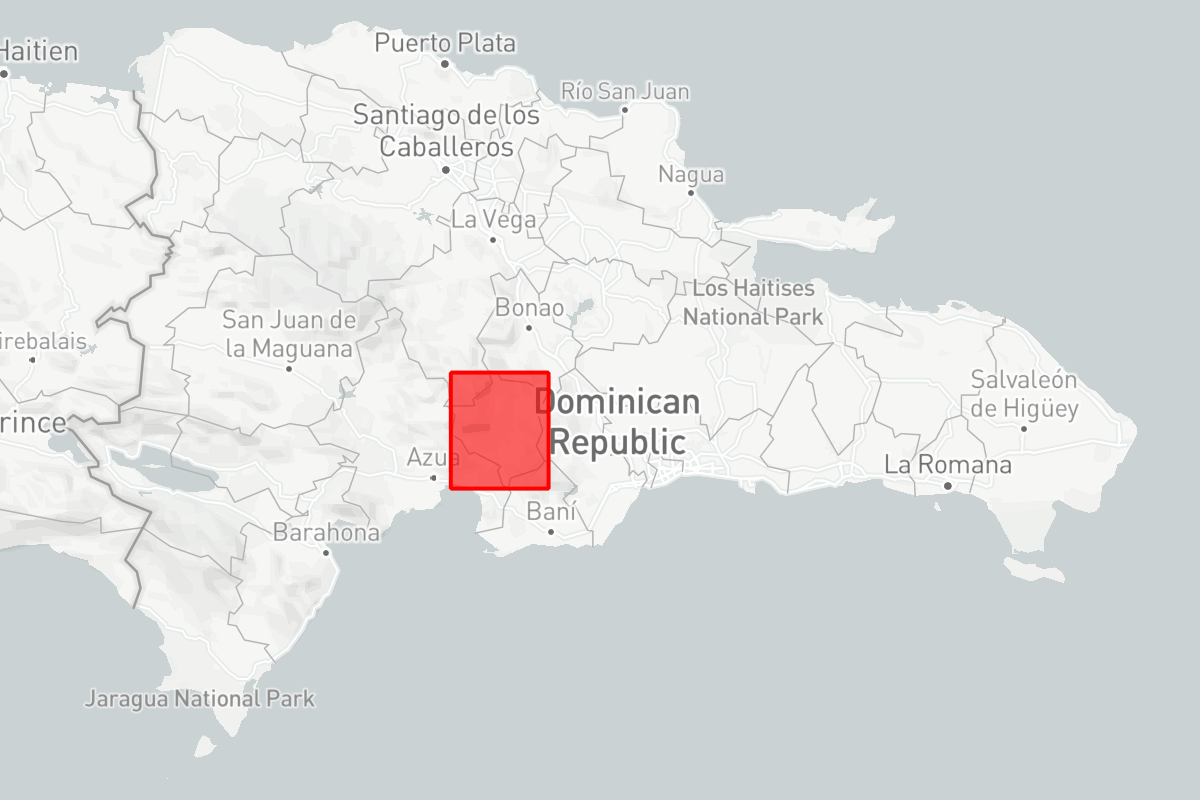 Haitien
Puerto Plata
Río San Juan
Santiago de los
Caballeros
Nagua
La Vega
Los Haitises
National Park
Bonao
San Juan de
la Maguana
irebalais
Salvaleón
de Higüey
Dominican
Republic
rince
Azua
La Romana
Baní
Barahona
Jaragua National Park